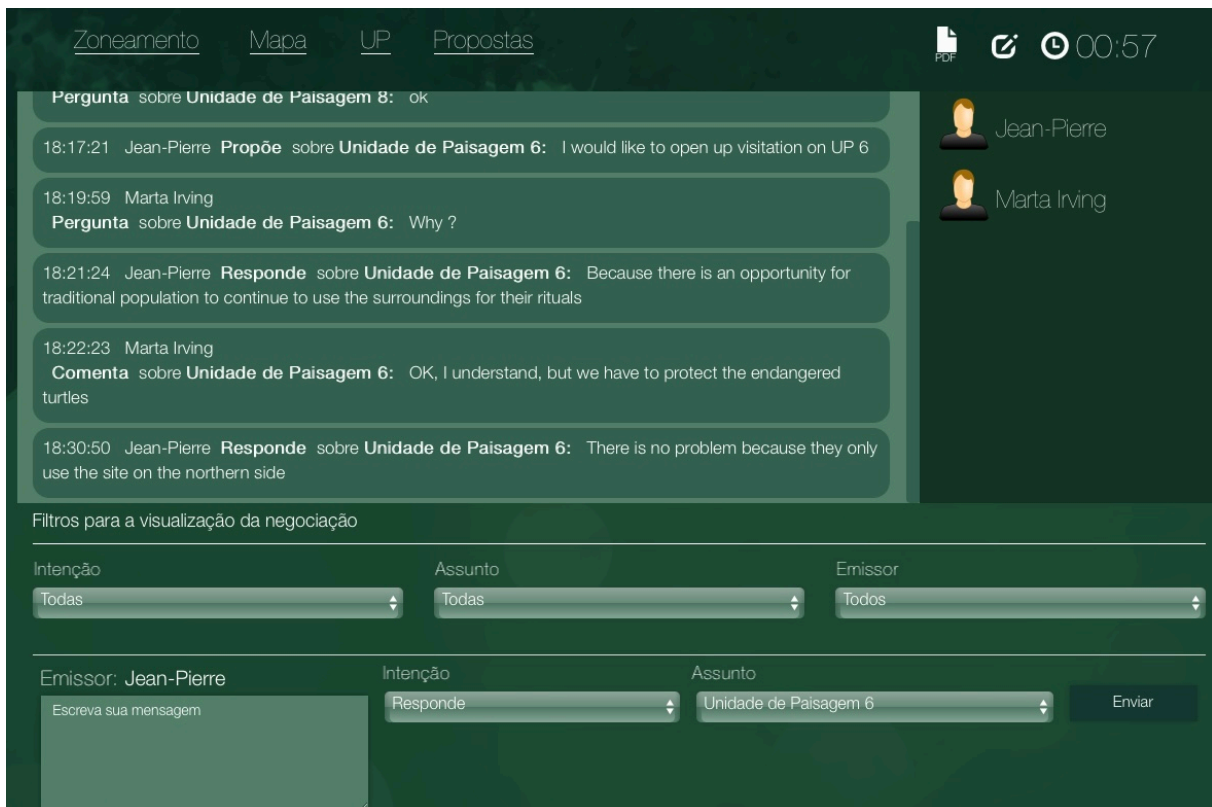 Zoneamento Mapa UP Propostas PDF 00:57
Pergunta sobre Unidade de Paisagem 8: ok
18:17:21 Jean-Pierre Propõe sobre Unidade de Paisagem 6: I would like to open up visitation on UP 6
18:19:59 Marta Irving
Pergunta sobre Unidade de Paisagem 6: Why ?
18:21:24 Jean-Pierre Responde sobre Unidade de Paisagem 6: Because there is an opportunity for
traditional population to continue to use the surroundings for their rituals
18:22:23 Marta Irving
Comenta sobre Unidade de Paisagem 6: OK, I understand, but we have to protect the endangered
turtles
18:30:50 Jean-Pierre Responde sobre Unidade de Paisagem 6: There is no problem because they only
use the site on the northern side
Jean-Pierre
Marta Irving
Filtros para a visualização da negociação
Intenção Assunto Emissor
Todas Todas Todos
Emissor: Jean-Pierre Intenção Assunto
Escreva sua mensagem Responde Unidade de Paisagem 6 Enviar